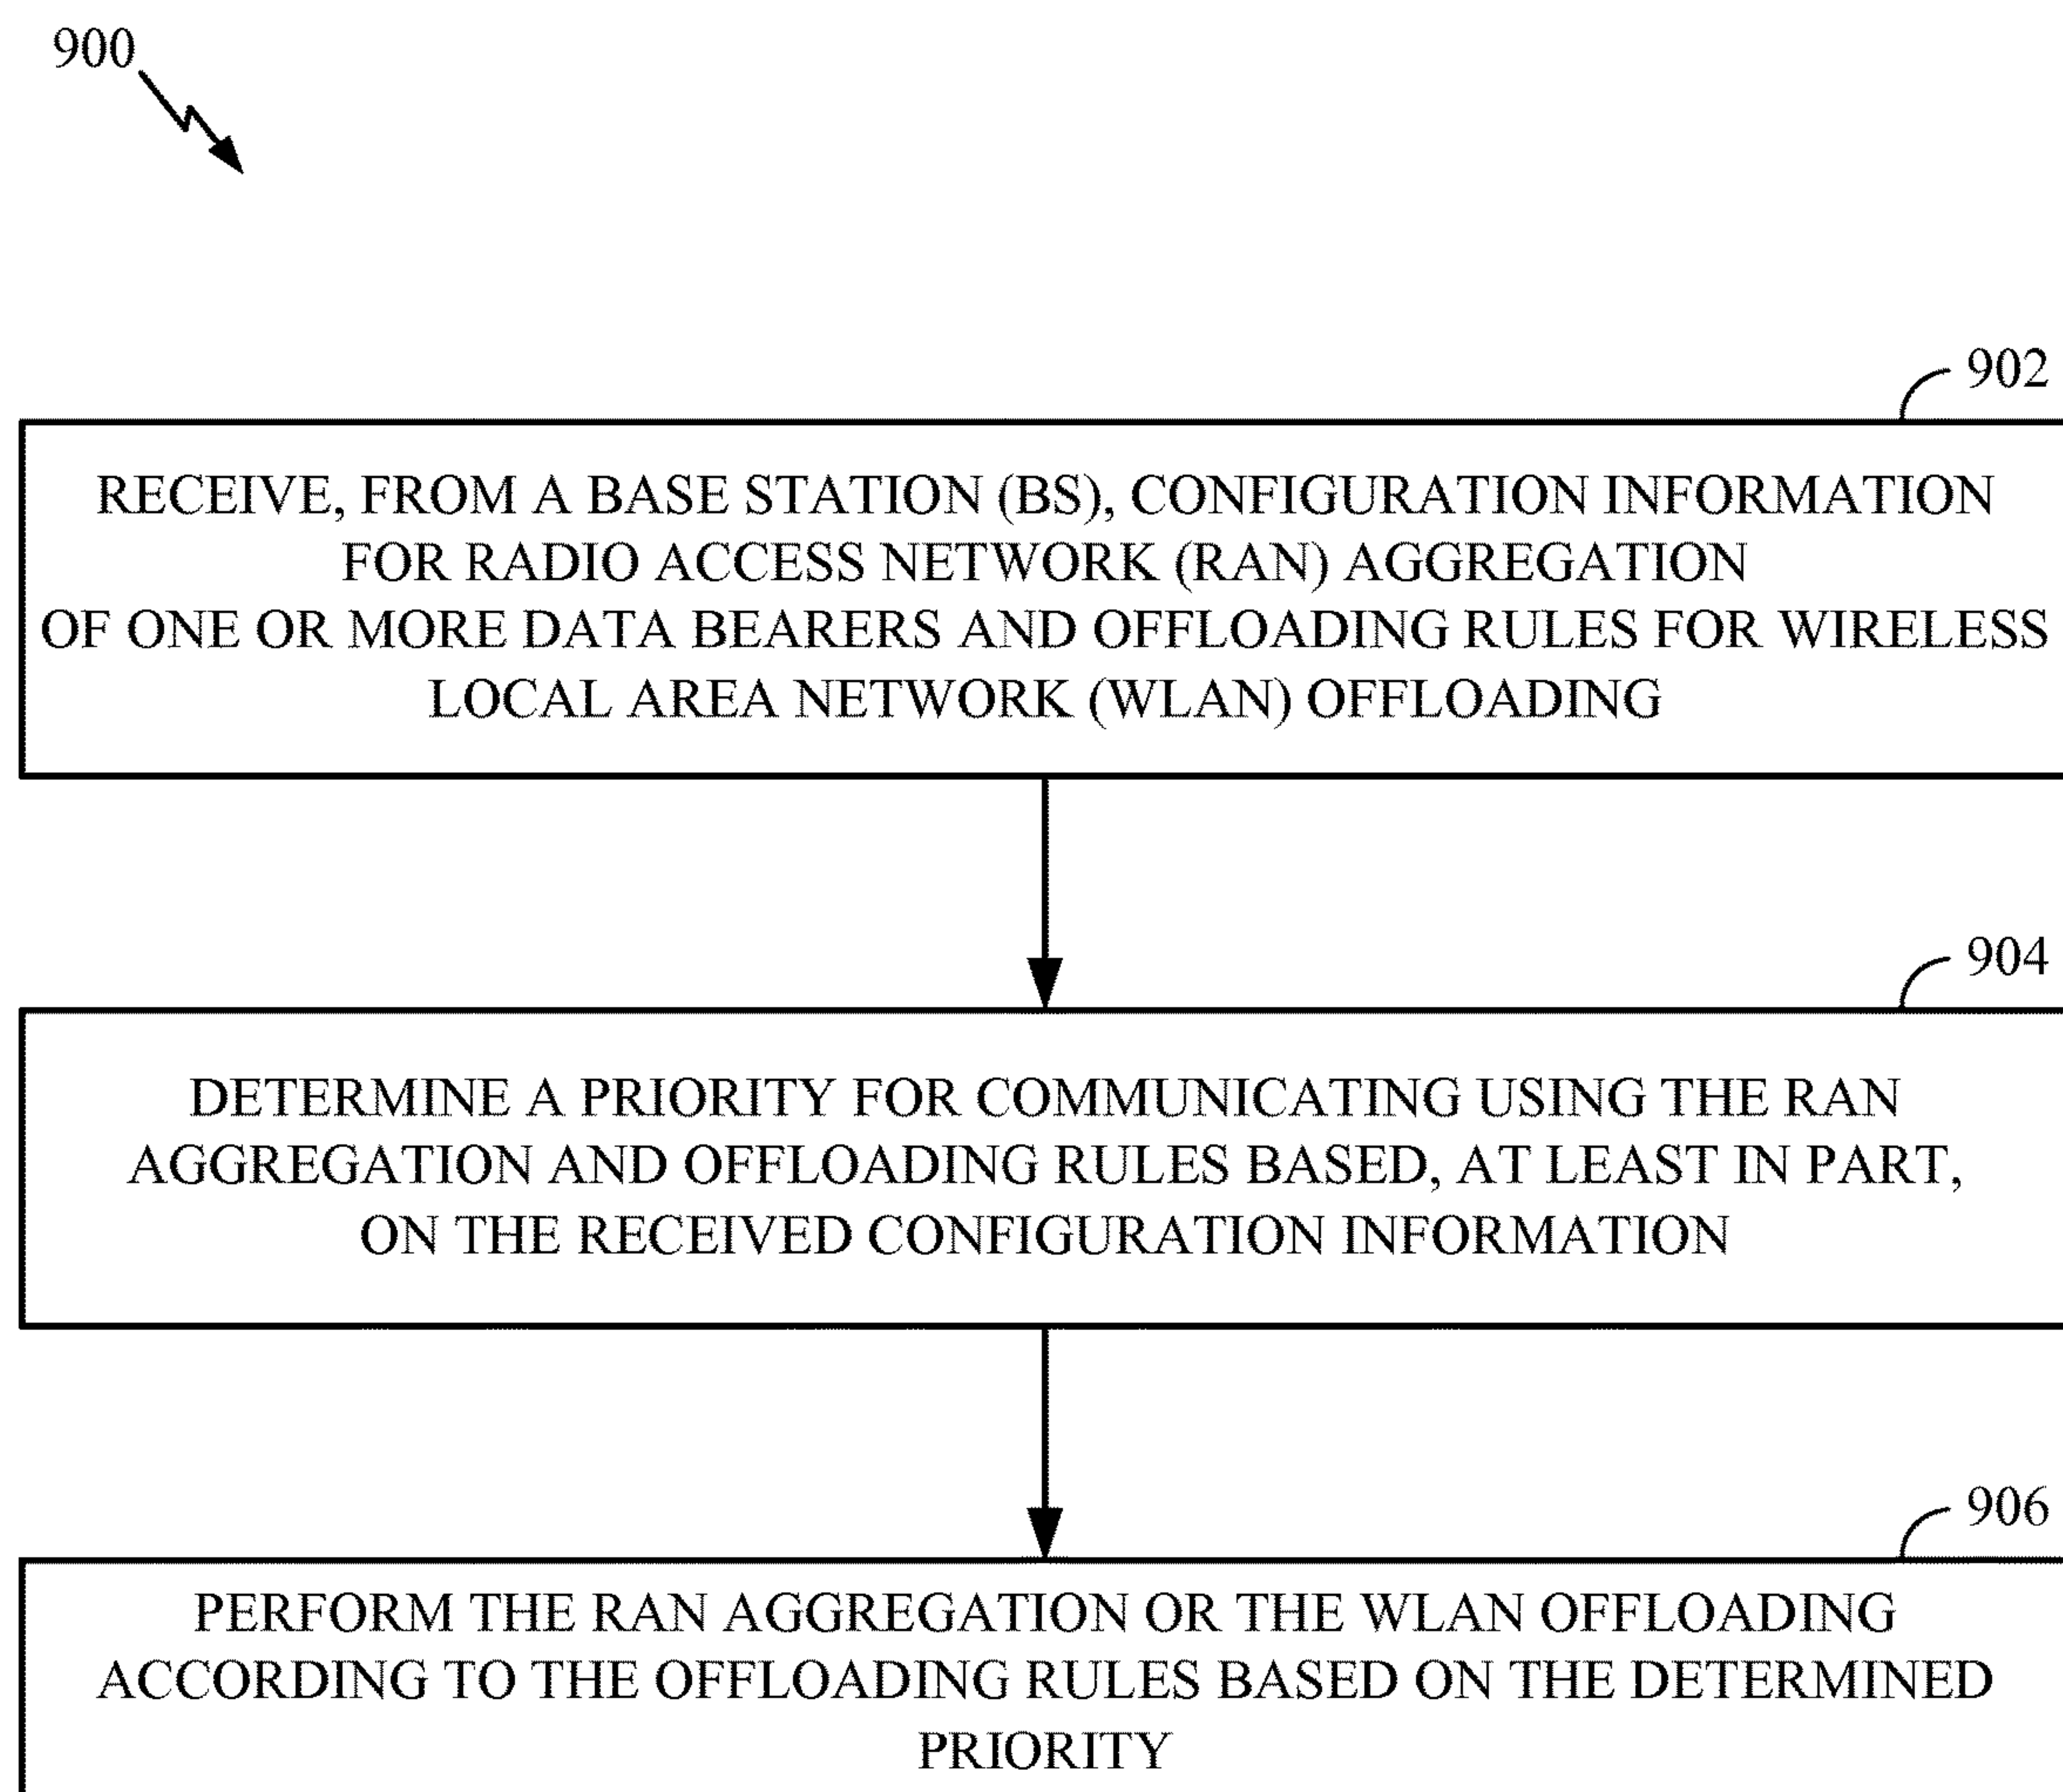 900
902
RECEIVE, FROM A BASE STATION (BS), CONFIGURATION INFORMATION
FOR RADIO ACCESS NETWORK (RAN) AGGREGATION
OF ONE OR MORE DATA BEARERS AND OFFLOADING RULES FOR WIRELESS
LOCAL AREA NETWORK (WLAN) OFFLOADING
904
DETERMINE A PRIORITY FOR COMMUNICATING USING THE RAN
AGGREGATION AND OFFLOADING RULES BASED, AT LEAST IN PART,
ON THE RECEIVED CONFIGURATION INFORMATION
906
PERFORM THE RAN AGGREGATION OR THE WLAN OFFLOADING
ACCORDING TO THE OFFLOADING RULES BASED ON THE DETERMINED
PRIORITY